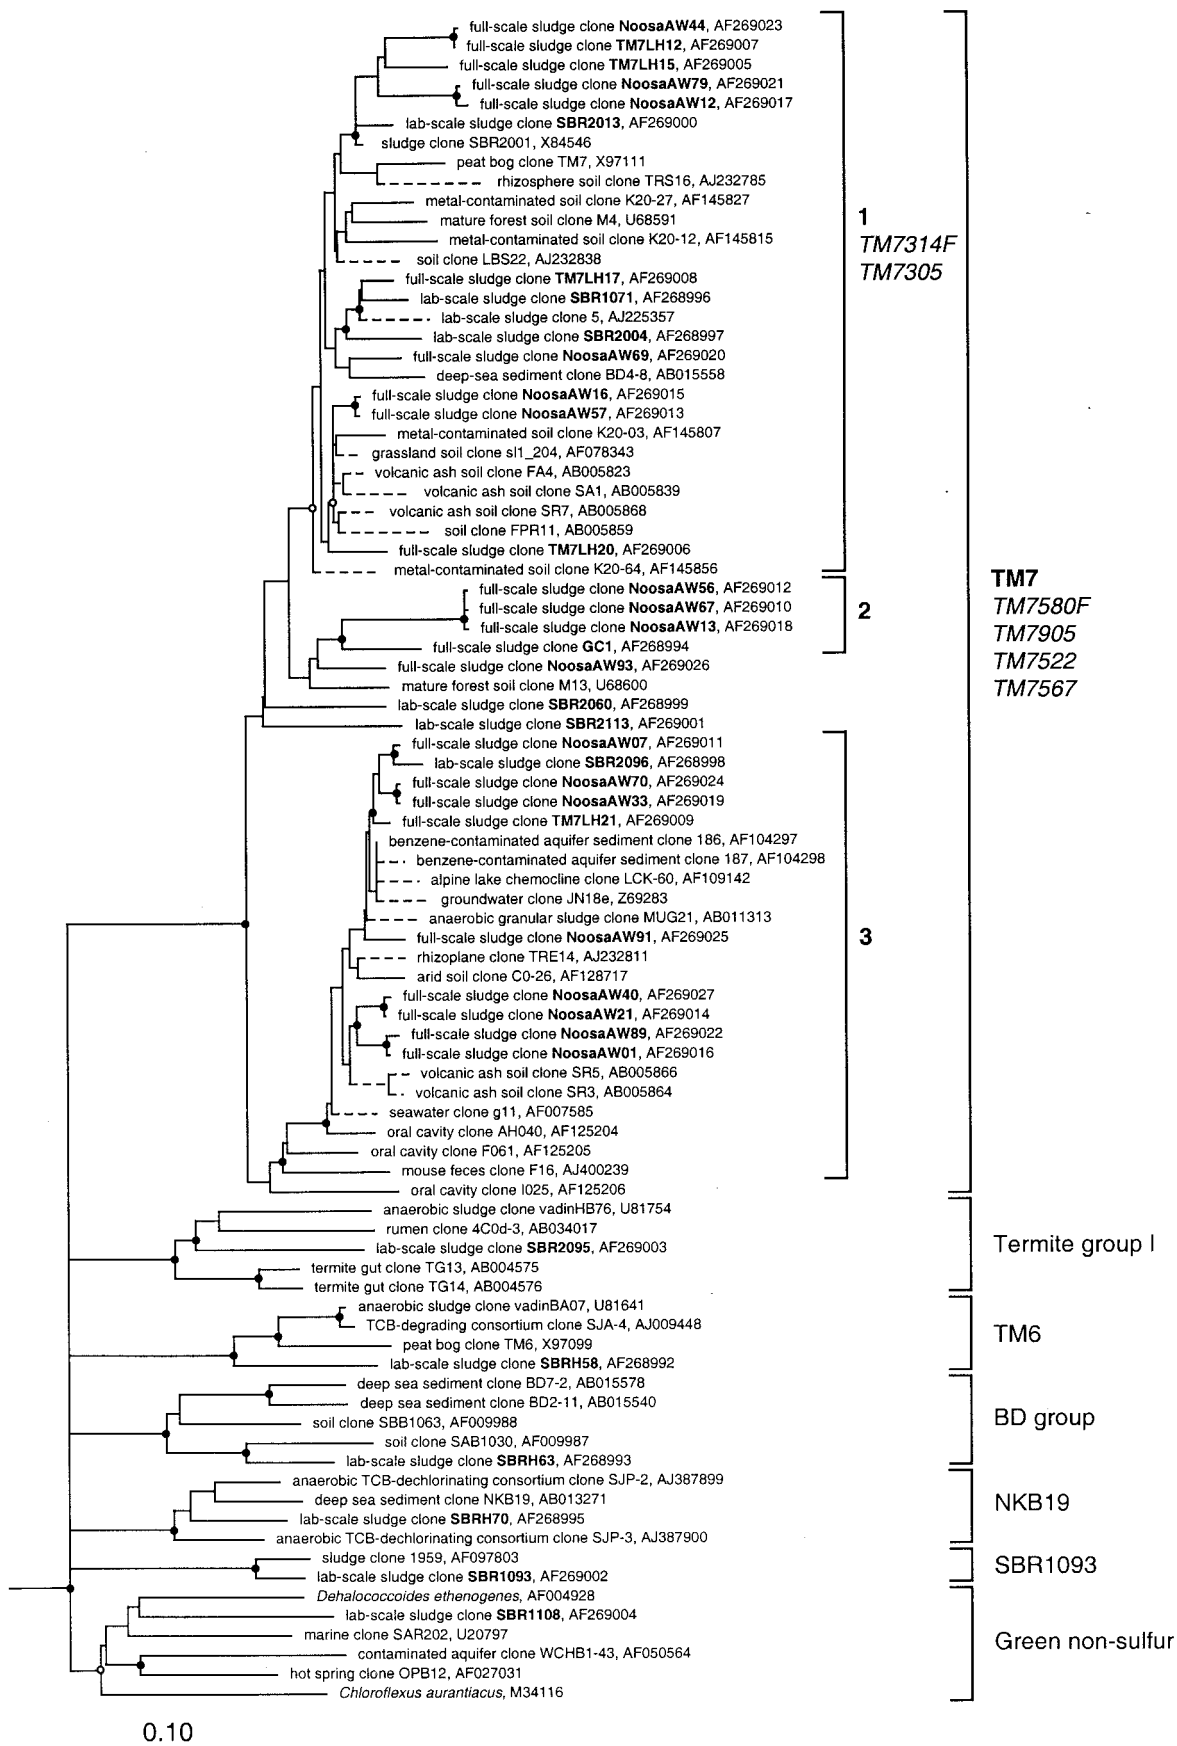 full-scale sludge clone NoosaAW44, AF269023
full-scale sludge clone TM7LH12, AF269007
full-scale sludge clone TM7LH15, AF269005
full-scale sludge clone NoosaAW79, AF269021
full-scale sludge clone NoosaAW12, AF269017
lab-scale sludge clone SBR2013, AF269000
sludge clone SBR2001, X84546
peat bog clone TM7, X97111
rhizosphere soil clone TRS16, AJ232785
metal-contaminated soil clone K20-27, AF145827
mature forest soil clone M4, U68591
metal-contaminated soil clone K20-12, AF145815
soil clone LBS22, AJ232838
full-scale sludge clone TM7LH17, AF269008
lab-scale sludge clone SBR1071, AF268996
lab-scale sludge clone 5, AJ225357
lab-scale sludge clone SBR2004, AF268997
full-scale sludge clone NoosaAW69, AF269020
deep-sea sediment clone BD4-8, AB015558
full-scale sludge clone NoosaAW16, AF269015
full-scale sludge clone NoosaAW57, AF269013
metal-contaminated soil clone K20-03, AF145807
grassland soil clone sl1_204, AF078343
volcanic ash soil clone FA4, AB005823
volcanic ash soil clone SA1, AB005839
volcanic ash soil clone SR7, AB005868
soil clone FPR11, AB005859
full-scale sludge clone TM7LH20, AF269006
metal-contaminated soil clone K20-64, AF145856
1
TM7314F
TM7305
full-scale sludge clone NoosaAW56, AF269012
full-scale sludge clone NoosaAW67, AF269010
full-scale sludge clone NoosaAW13, AF269018
full-scale sludge clone GC1, AF268994
2
full-scale sludge clone NoosaAW93, AF269026
mature forest soil clone M13, U68600
lab-scale sludge clone SBR2060, AF268999
lab-scale sludge clone SBR2113, AF269001
full-scale sludge clone NoosaAW07, AF269011
lab-scale sludge clone SBR2096, AF268998
full-scale sludge clone NoosaAW70, AF269024
full-scale sludge clone NoosaAW33, AF269019
full-scale sludge clone TM7LH21, AF269009
benzene-contaminated aquifer sediment clone 186, AF104297
benzene-contaminated aquifer sediment clone 187, AF104298
alpine lake chemocline clone LCK-60, AF109142
groundwater clone JN18e, Z69283
anaerobic granular sludge clone MUG21, AB011313
full-scale sludge clone NoosaAW91, AF269025
rhizoplane clone TRE14, AJ232811
arid soil clone C0-26, AF128717
full-scale sludge clone NoosaAW40, AF269027
full-scale sludge clone NoosaAW21, AF269014
full-scale sludge clone NoosaAW89, AF269022
full-scale sludge clone NoosaAW01, AF269016
volcanic ash soil clone SR5, AB005866
volcanic ash soil clone SR3, AB005864
seawater clone g11, AF007585
oral cavity clone AH040, AF125204
oral cavity clone F061, AF125205
mouse feces clone F16, AJ400239
oral cavity clone I025, AF125206
3
TM7
TM7580F
TM7905
TM7522
TM7567
anaerobic sludge clone vadinHB76, U81754
rumen clone 4C0d-3, AB034017
lab-scale sludge clone SBR2095, AF269003
termite gut clone TG13, AB004575
termite gut clone TG14, AB004576
Termite group I
anaerobic sludge clone vadinBA07, U81641
TCB-degrading consortium clone SJA-4, AJ009448
peat bog clone TM6, X97099
lab-scale sludge clone SBRH58, AF268992
TM6
deep sea sediment clone BD7-2, AB015578
deep sea sediment clone BD2-11, AB015540
soil clone SBB1063, AF009988
soil clone SAB1030, AF009987
lab-scale sludge clone SBRH63, AF268993
BD group
anaerobic TCB-dechlorinating consortium clone SJP-2, AJ387899
deep sea sediment clone NKB19, AB013271
lab-scale sludge clone SBRH70, AF268995
anaerobic TCB-dechlorinating consortium clone SJP-3, AJ387900
NKB19
sludge clone 1959, AF097803
lab-scale sludge clone SBR1093, AF269002
SBR1093
Dehalococcoides ethenogenes, AF004928
lab-scale sludge clone SBR1108, AF269004
marine clone SAR202, U20797
contaminated aquifer clone WCHB1-43, AF050564
hot spring clone OPB12, AF027031
Chloroflexus aurantiacus, M34116
Green non-sulfur
0.10